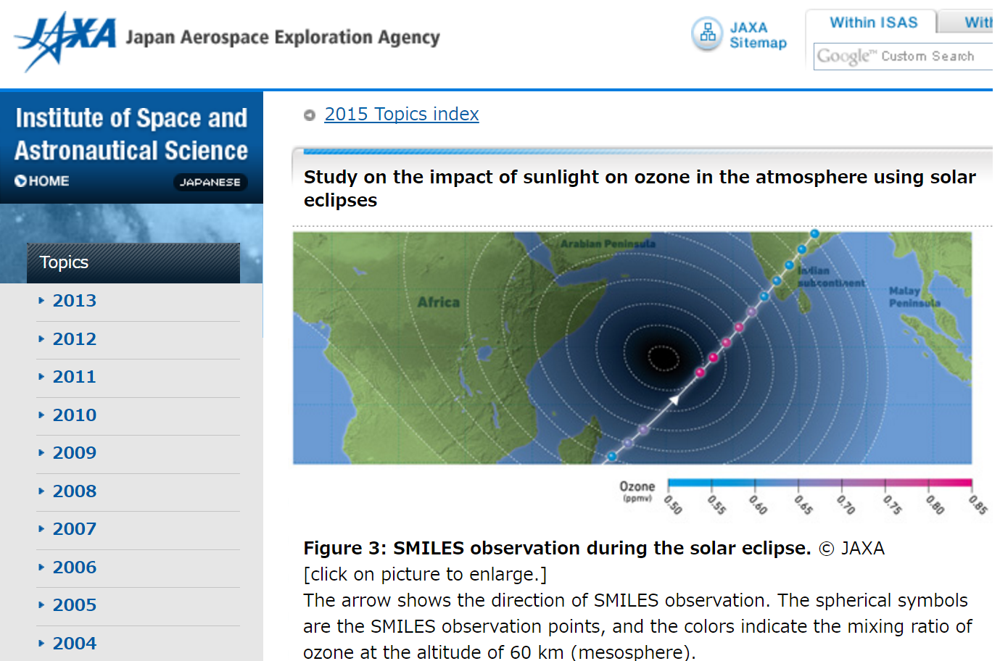 JAXA Japan Aerospace Exploration Agency
JAXA
Sitemap
Within ISAS
With
Google™ Custom Search
Institute of Space and
Astronautical Science
HOME
JAPANESE
Topics
2013
2012
2011
2010
2009
2008
2007
2006
2005
2004
2015 Topics index
Study on the impact of sunlight on ozone in the atmosphere using solar
eclipses
Arabian Peninsula
Africa
Indian
subcontinent
Malay
Peninsula
Ozone
(ppmv)
0.50 0.55 0.60 0.65 0.70 0.75 0.80 0.85
Figure 3: SMILES observation during the solar eclipse. © JAXA
[click on picture to enlarge.]
The arrow shows the direction of SMILES observation. The spherical symbols
are the SMILES observation points, and the colors indicate the mixing ratio of
ozone at the altitude of 60 km (mesosphere).